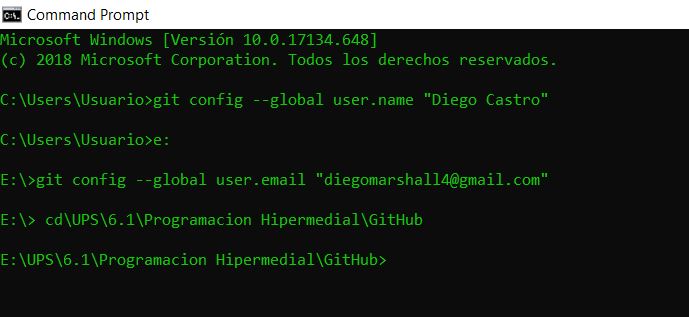 Command Prompt
Microsoft Windows [Versión 10.0.17134.648]
(c) 2018 Microsoft Corporation. Todos los derechos reservados.
C:\Users\Usuario>git config --global user.name "Diego Castro"
C:\Users\Usuario>e:
E:\>git config --global user.email "diegomarshall4@gmail.com"
E:\> cd\UPS\6.1\Programacion Hipermedial\GitHub
E:\UPS\6.1\Programacion Hipermedial\GitHub>